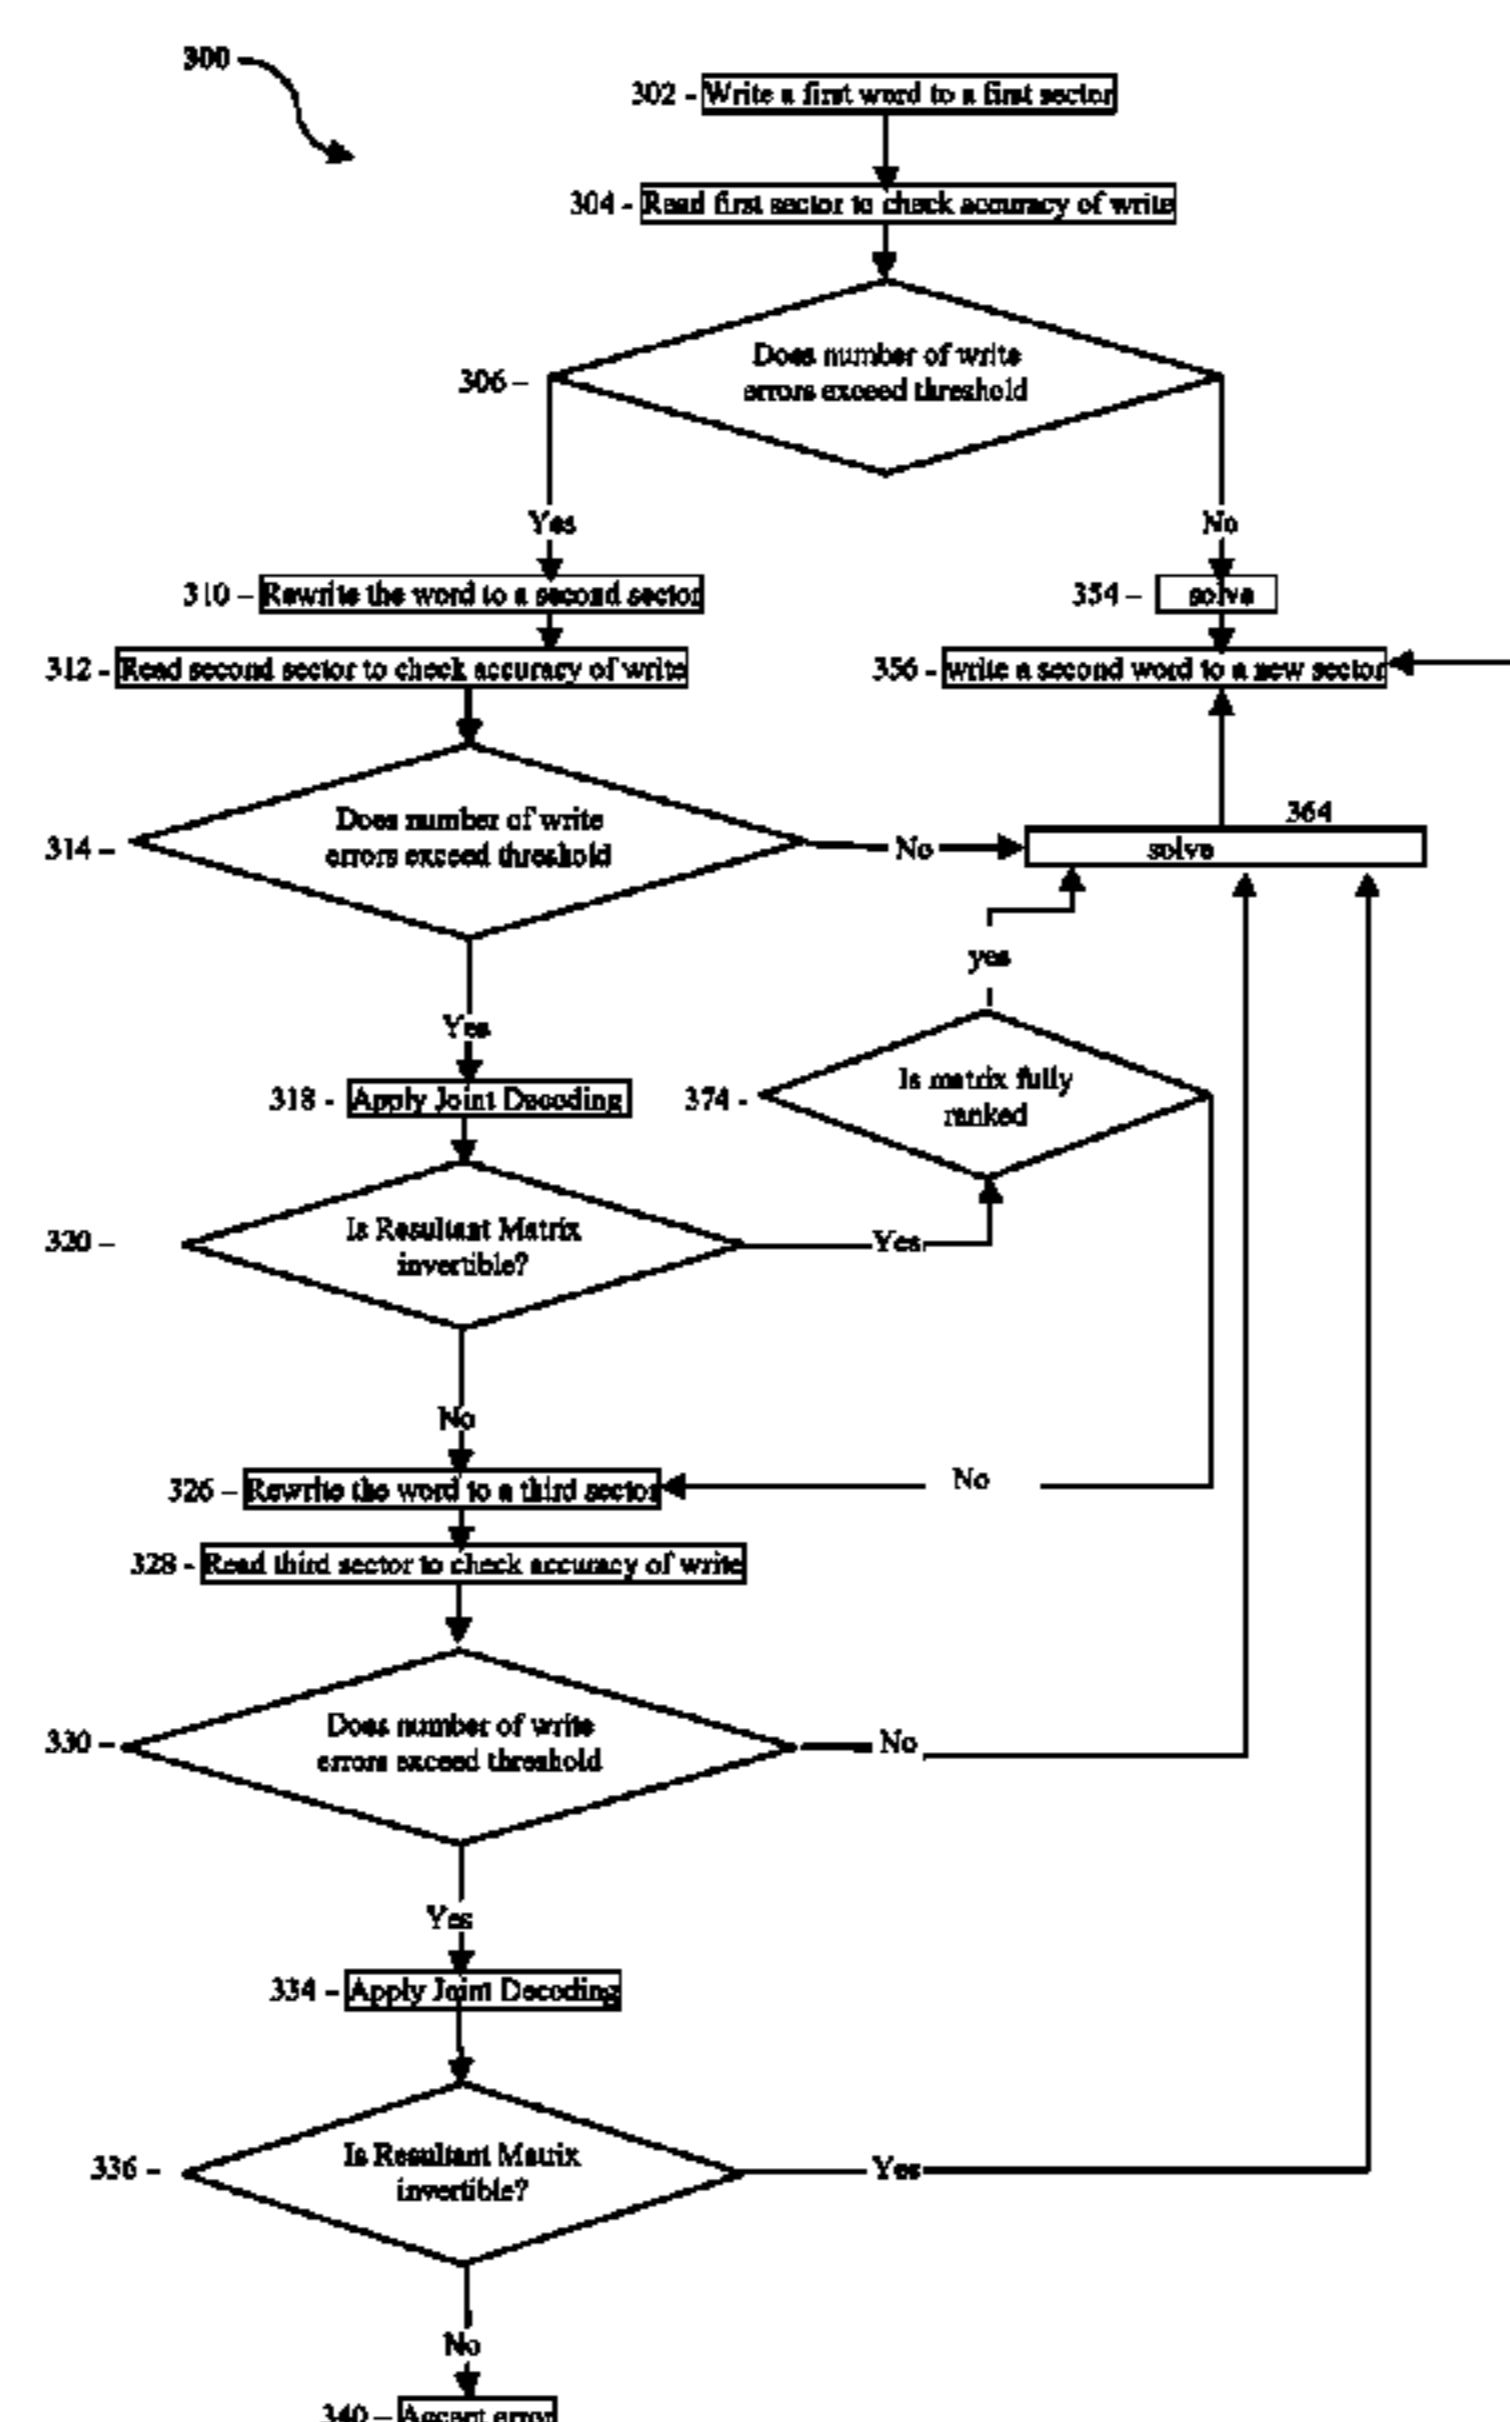 300 –
302 - Write a first word to a first sector
304 - Read first sector to check accuracy of write
306 –
Does number of write
errors exceed threshold
Yes
No
310 – Rewrite the word to a second sector
354 – solve
312 - Read second sector to check accuracy of write
356 - write a second word to a new sector
314 –
Does number of write
errors exceed threshold
No
364
solve
yes
Yes
318 - Apply Joint Decoding
374 -
Is matrix fully
ranked
320 –
Is Resultant Matrix
invertible?
Yes
No
326 – Rewrite the word to a third sector
No
328 - Read third sector to check accuracy of write
330 –
Does number of write
errors exceed threshold
No
Yes
334 – Apply Joint Decoding
336 –
Is Resultant Matrix
invertible?
Yes
No
340 – Accept error